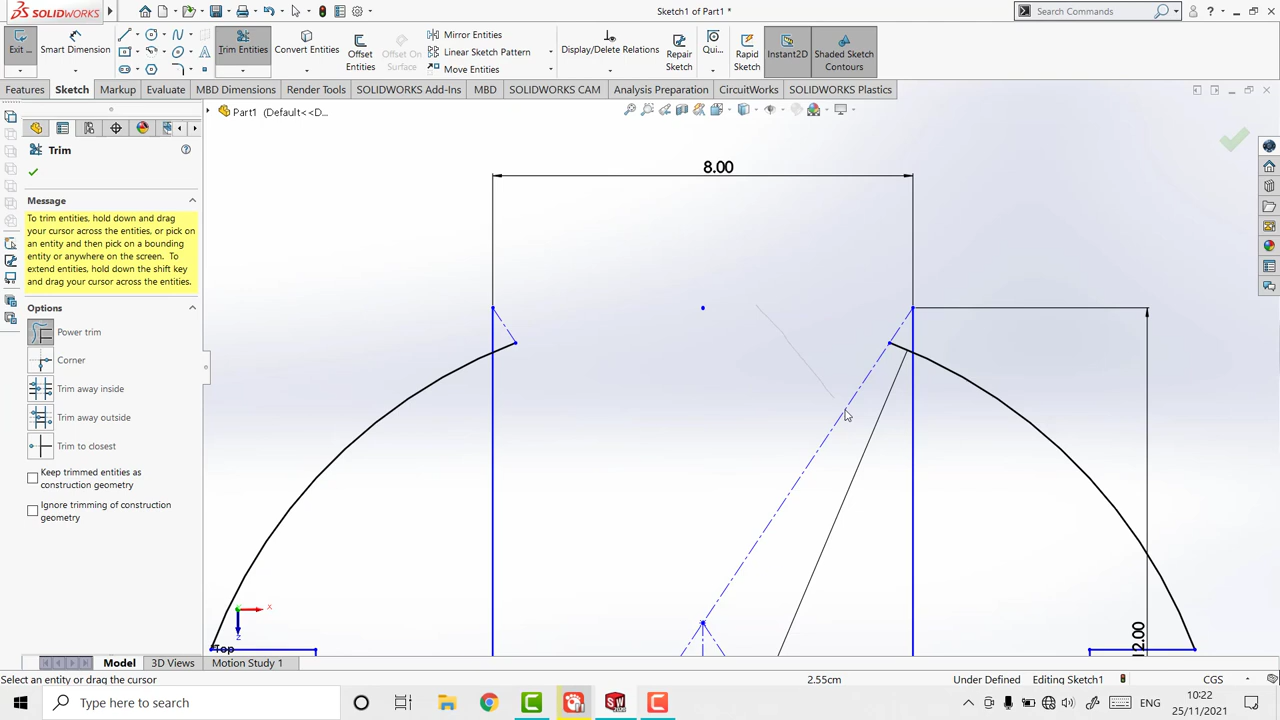 SOLIDWORKS
Sketch1 of Part1 *
Search Commands
Exit ...
Smart Dimension
Trim Entities
Convert Entities
Offset Entities
Offset On Surface
Mirror Entities
Linear Sketch Pattern
Move Entities
Display/Delete Relations
Repair Sketch
Qui...
Rapid Sketch
Instant2D
Shaded Sketch Contours
Features
Sketch
Markup
Evaluate
MBD Dimensions
Render Tools
SOLIDWORKS Add-Ins
MBD
SOLIDWORKS CAM
Analysis Preparation
CircuitWorks
SOLIDWORKS Plastics
Part1 (Default<<D...
Trim
Message
To trim entities, hold down and drag
your cursor across the entities, or pick
on an entity and then pick on a bounding
entity or anywhere on the screen. To
extend entities, hold down the shift key
and drag your cursor across the entities.
Options
Power trim
Corner
Trim away inside
Trim away outside
Trim to closest
Keep trimmed entities as
construction geometry
Ignore trimming of construction
geometry
8.00
12.00
X
Z
*Top
Model
3D Views
Motion Study 1
Select an entity or drag the cursor
2.55cm
Under Defined
Editing Sketch1
CGS
Type here to search
ENG
10:22
25/11/2021